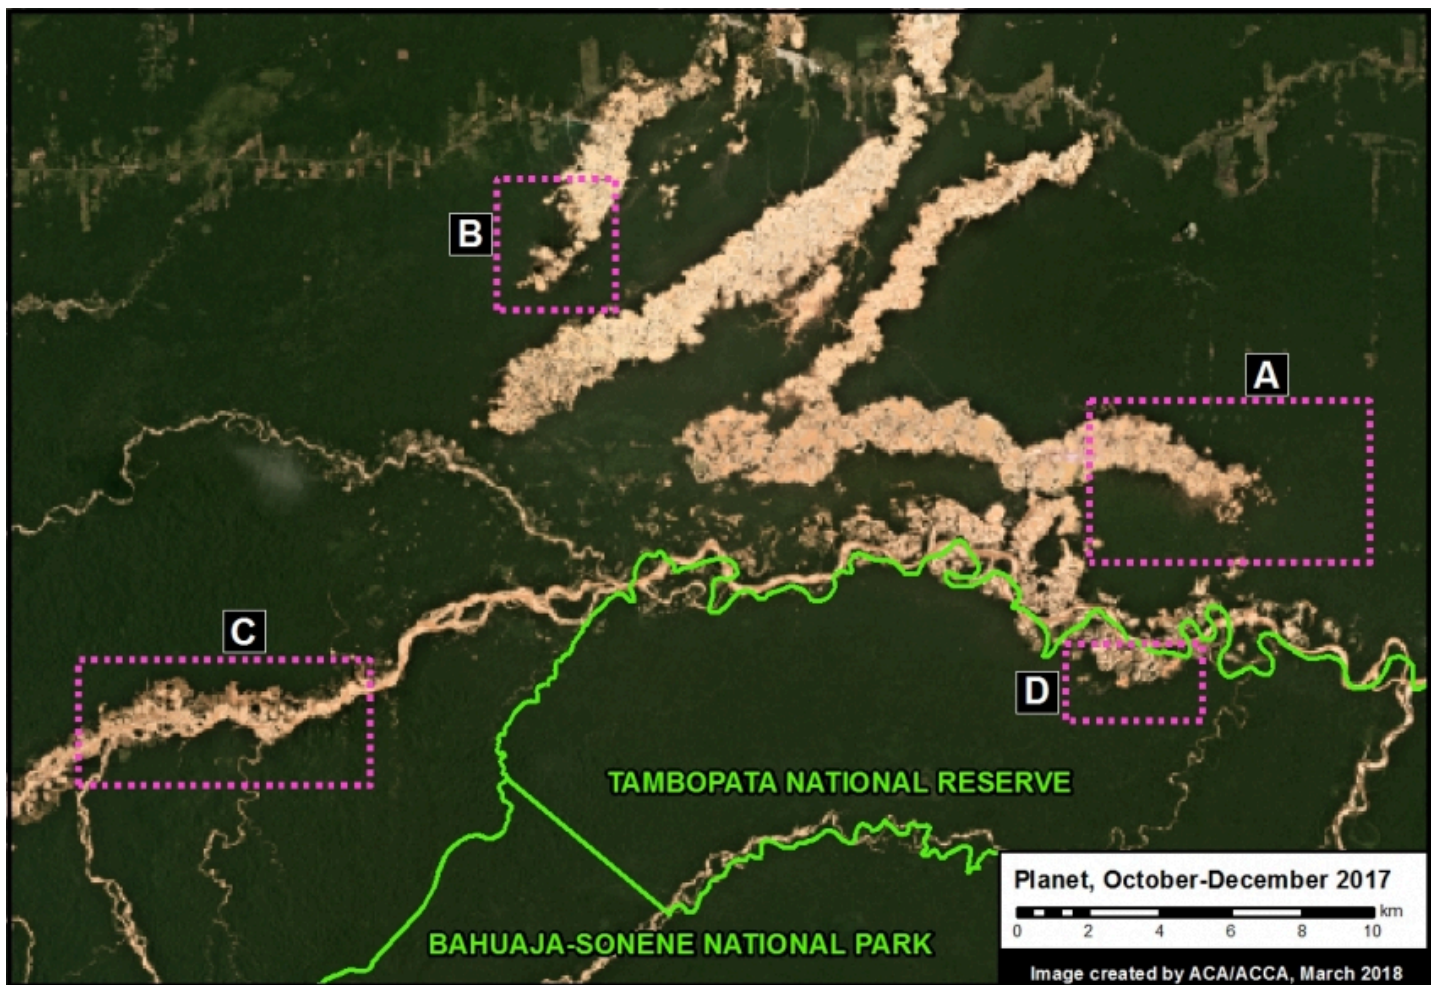 B
A
C
D
TAMBOPATA NATIONAL RESERVE
BAHUAJA-SONENE NATIONAL PARK
Planet, October-December 2017
km
0 2 4 6 8 10
Image created by ACA/ACCA, March 2018